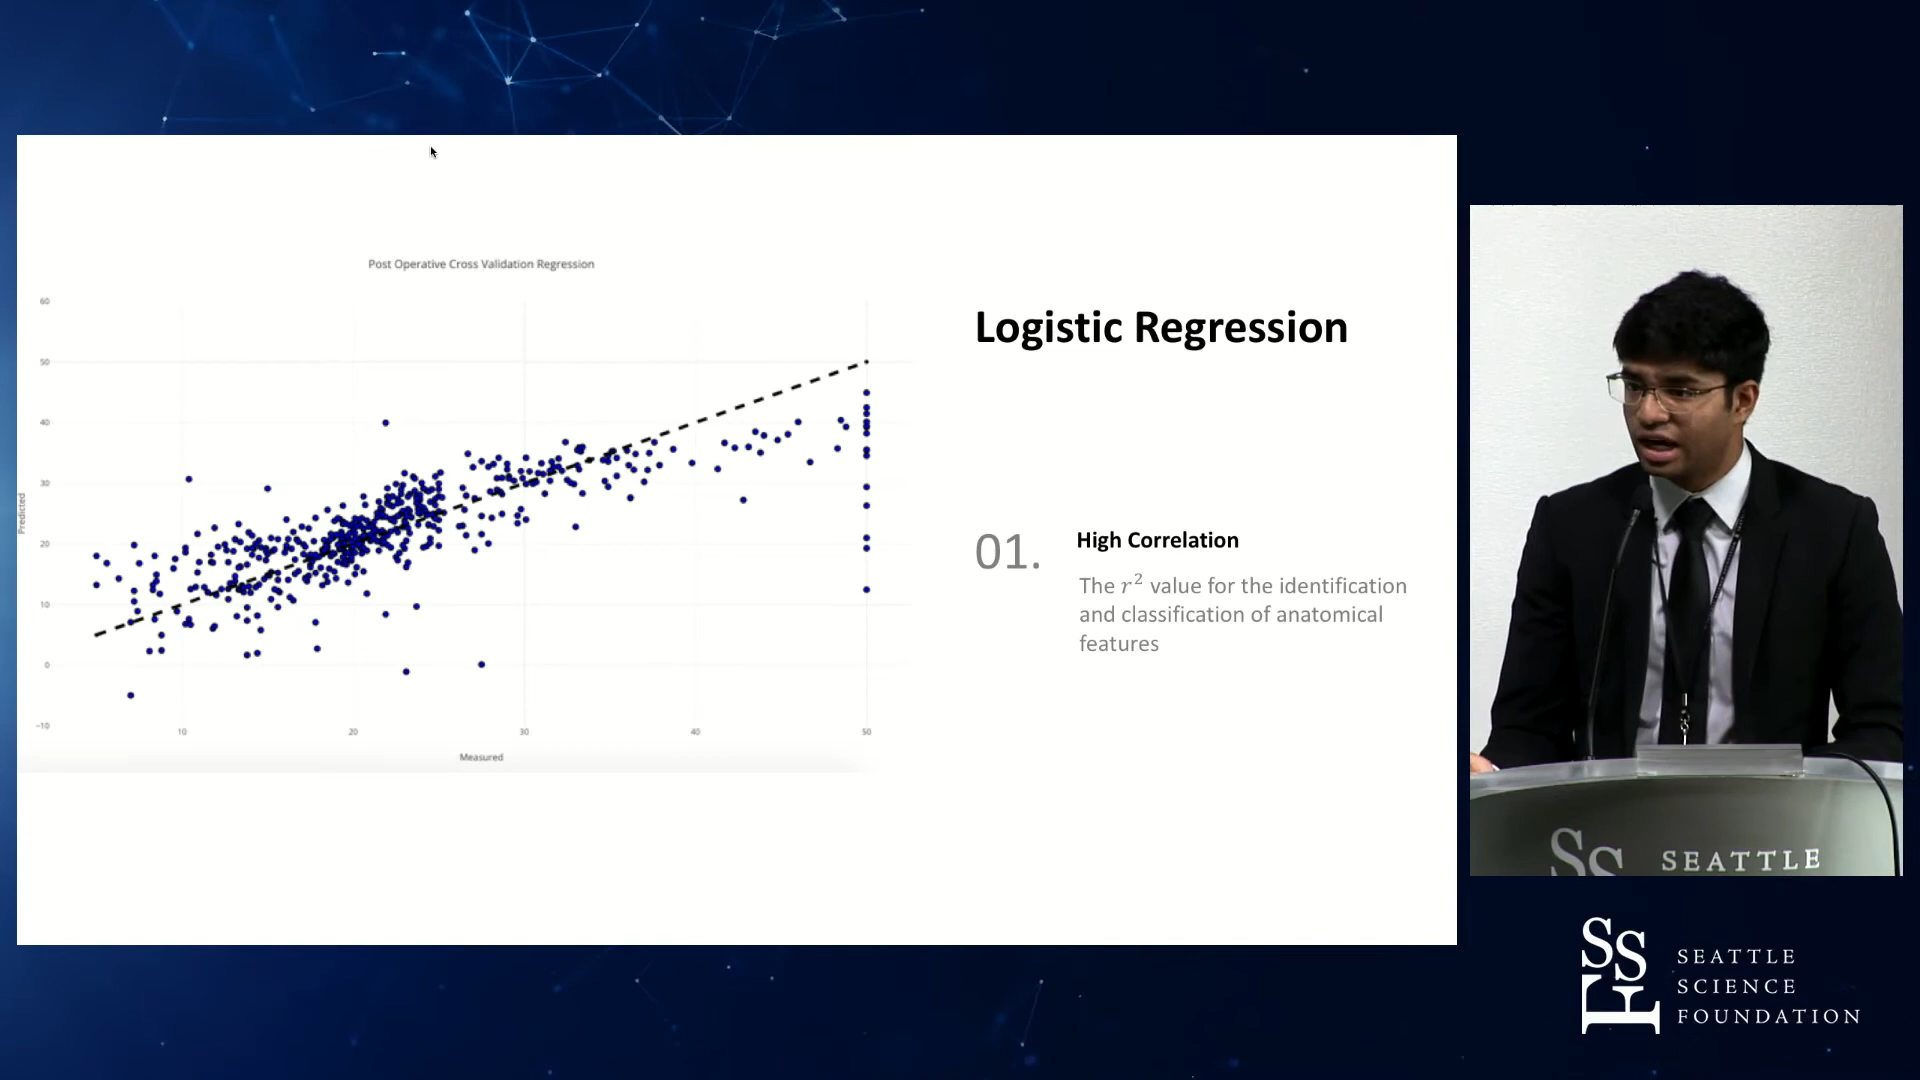 Post Operative Cross Validation Regression
60
50
40
30
20
10
0
−10
Predicted
10 20 30 40 50
Measured
Logistic Regression
01.
High Correlation
The r² value for the identification
and classification of anatomical
features
SS SEATTLE
SSF
SEATTLE
SCIENCE
FOUNDATION